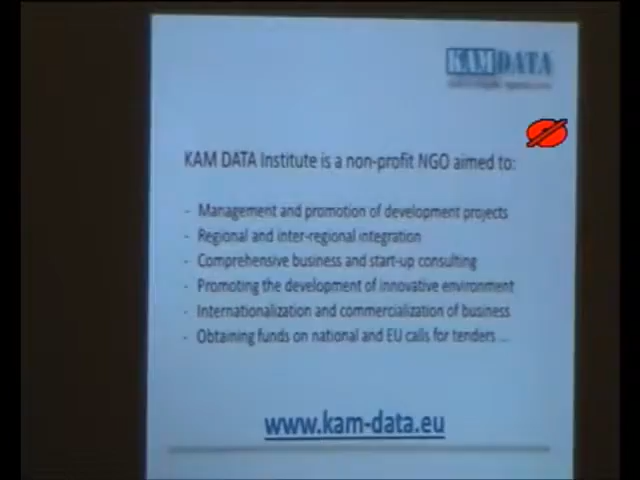 KAMDATA
KAM DATA Institute is a non-profit NGO aimed to:
- Management and promotion of development projects
- Regional and inter-regional integration
- Comprehensive business and start-up consulting
- Promoting the development of innovative environment
- Internationalization and commercialization of business
- Obtaining funds on national and EU calls for tenders ...
www.kam-data.eu